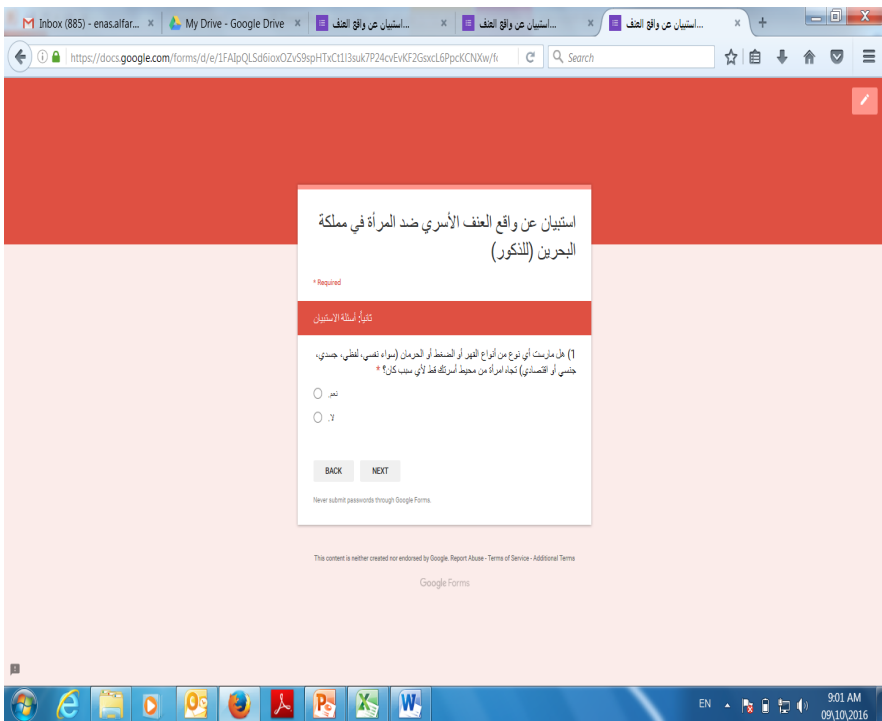 Inbox (885) - enas.alfar...
My Drive - Google Drive
استبيان عن واقع العنف...
استبيان عن واقع العنف...
استبيان عن واقع العنف...
https://docs.google.com/forms/d/e/
Search
استبيان عن واقع العنف الأسري ضد المرأة في مملكة
البحرين (للذكور)
* Required
ثانياً: أسئلة الاستبيان
1) هل مارست أي نوع من أنواع القهر أو الضغط أو الحرمان (سواء نفسي، لفظي، جسدي،
جنسي أو اقتصادي) تجاه امرأة من محيط أسرتك قط لأي سبب كان؟ *
نعم.
لا.
BACK NEXT
Never submit passwords through Google Forms.
This content is neither created nor endorsed by Google. Report Abuse - Terms of Service - Additional Terms
Google Forms
EN
9:01 AM
09\10\2016